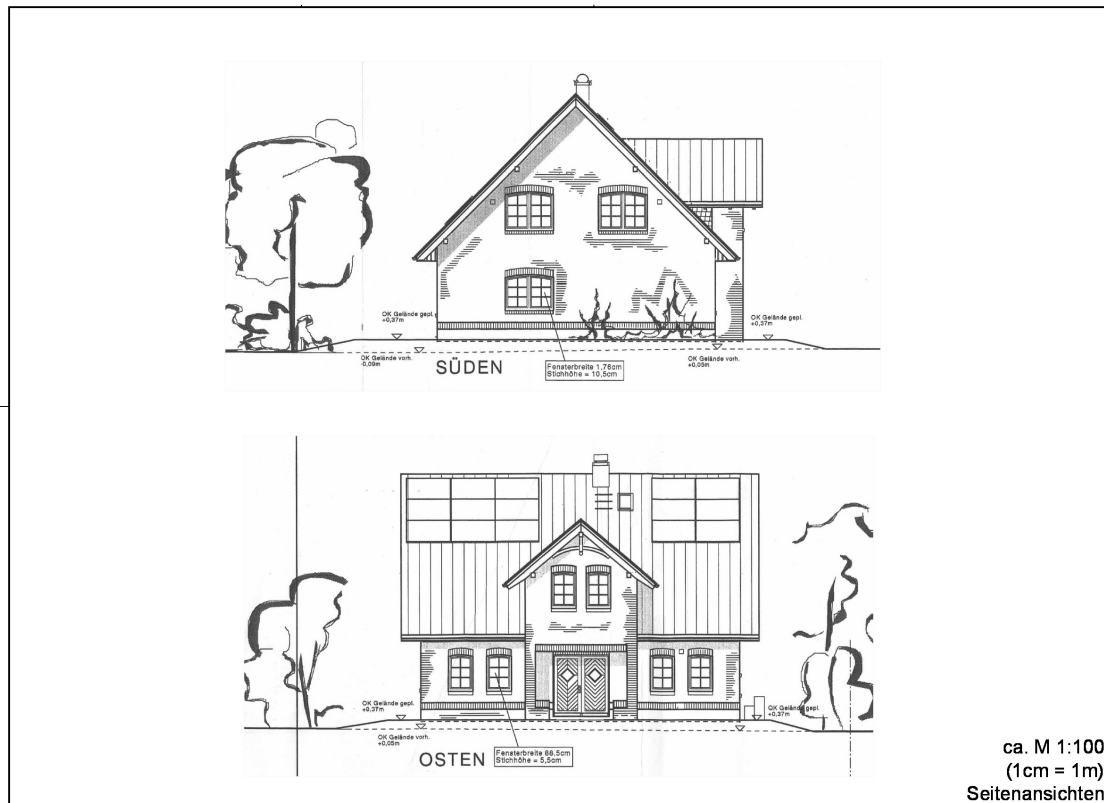 OK Gelände gepl.
+0,37m
OK Gelände gepl.
+0,37m
OK Gelände vorh.
-0,09m
SÜDEN
Fensterbreite 1,76cm
Stichhöhe = 10,5cm
OK Gelände vorh.
+0,05m
OK Gelände gepl.
+0,37m
OK Gelände gepl.
+0,37m
OK Gelände vorh.
+0,05m
OSTEN
Fensterbreite 88,5cm
Stichhöhe = 5,5cm
ca. M 1:100
(1cm = 1m)
Seitenansichten